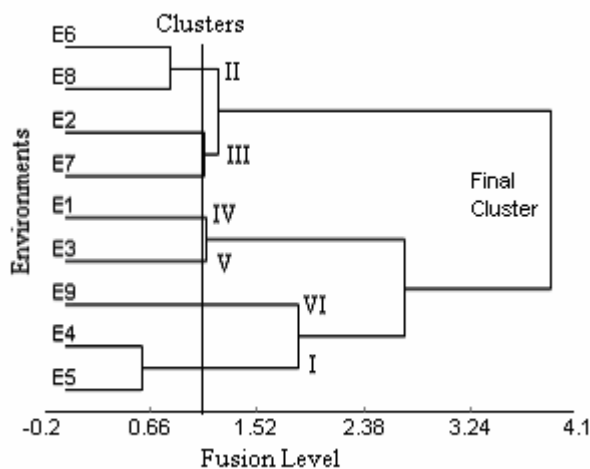 Clusters
E6
II
E8
E2
III
E7
Final
Cluster
E1
IV
E3
V
E9
VI
E4
I
E5
Environments
-0.2 0.66 1.52 2.38 3.24 4.1
Fusion Level